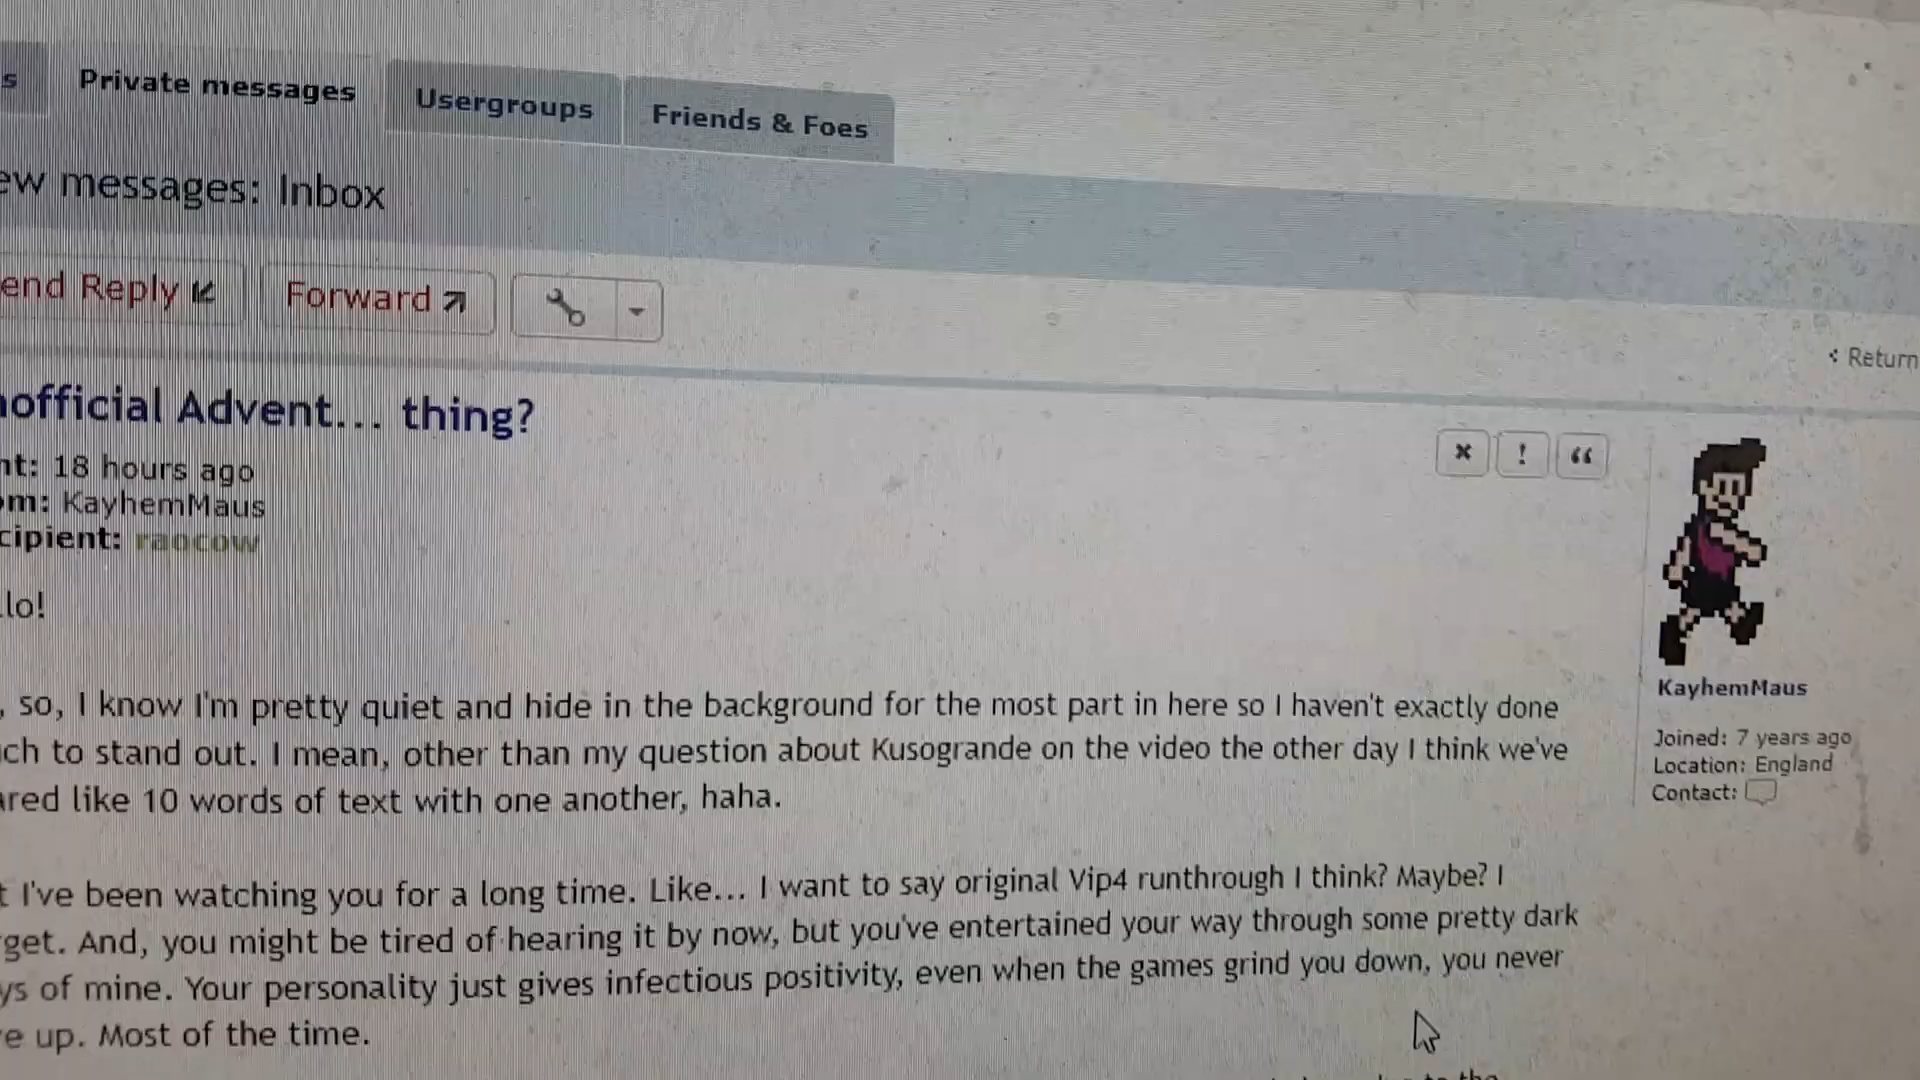 s Private messages Usergroups Friends & Foes
ew messages: Inbox
end Reply Forward
Return
nofficial Advent... thing?
nt: 18 hours ago
om: KayhemMaus
cipient: raocow
llo!
, so, I know I'm pretty quiet and hide in the background for the most part in here so I haven't exactly done
ch to stand out. I mean, other than my question about Kusogrande on the video the other day I think we've
ared like 10 words of text with one another, haha.
t I've been watching you for a long time. Like... I want to say original Vip4 runthrough I think? Maybe? I
rget. And, you might be tired of hearing it by now, but you've entertained your way through some pretty dark
ys of mine. Your personality just gives infectious positivity, even when the games grind you down, you never
e up. Most of the time.
to the
KayhemMaus
Joined: 7 years ago
Location: England
Contact: